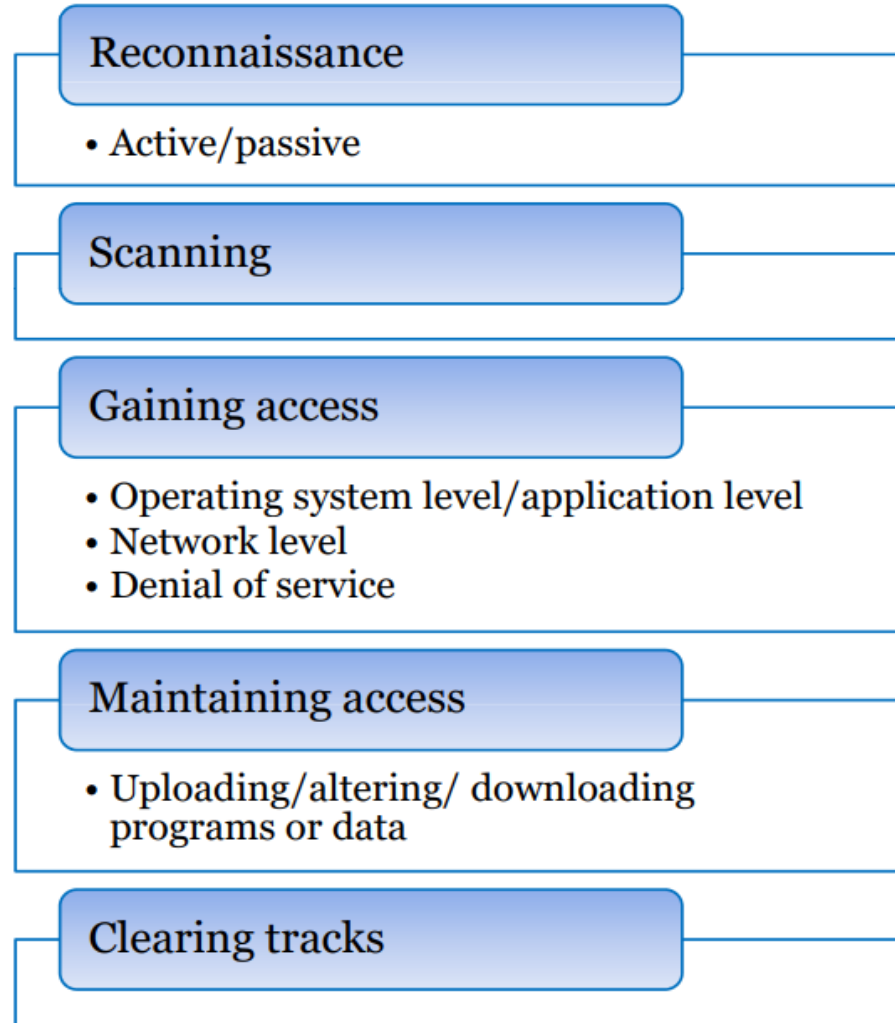 Reconnaissance
• Active/passive
Scanning
Gaining access
• Operating system level/application level
• Network level
• Denial of service
Maintaining access
• Uploading/altering/ downloading
programs or data
Clearing tracks